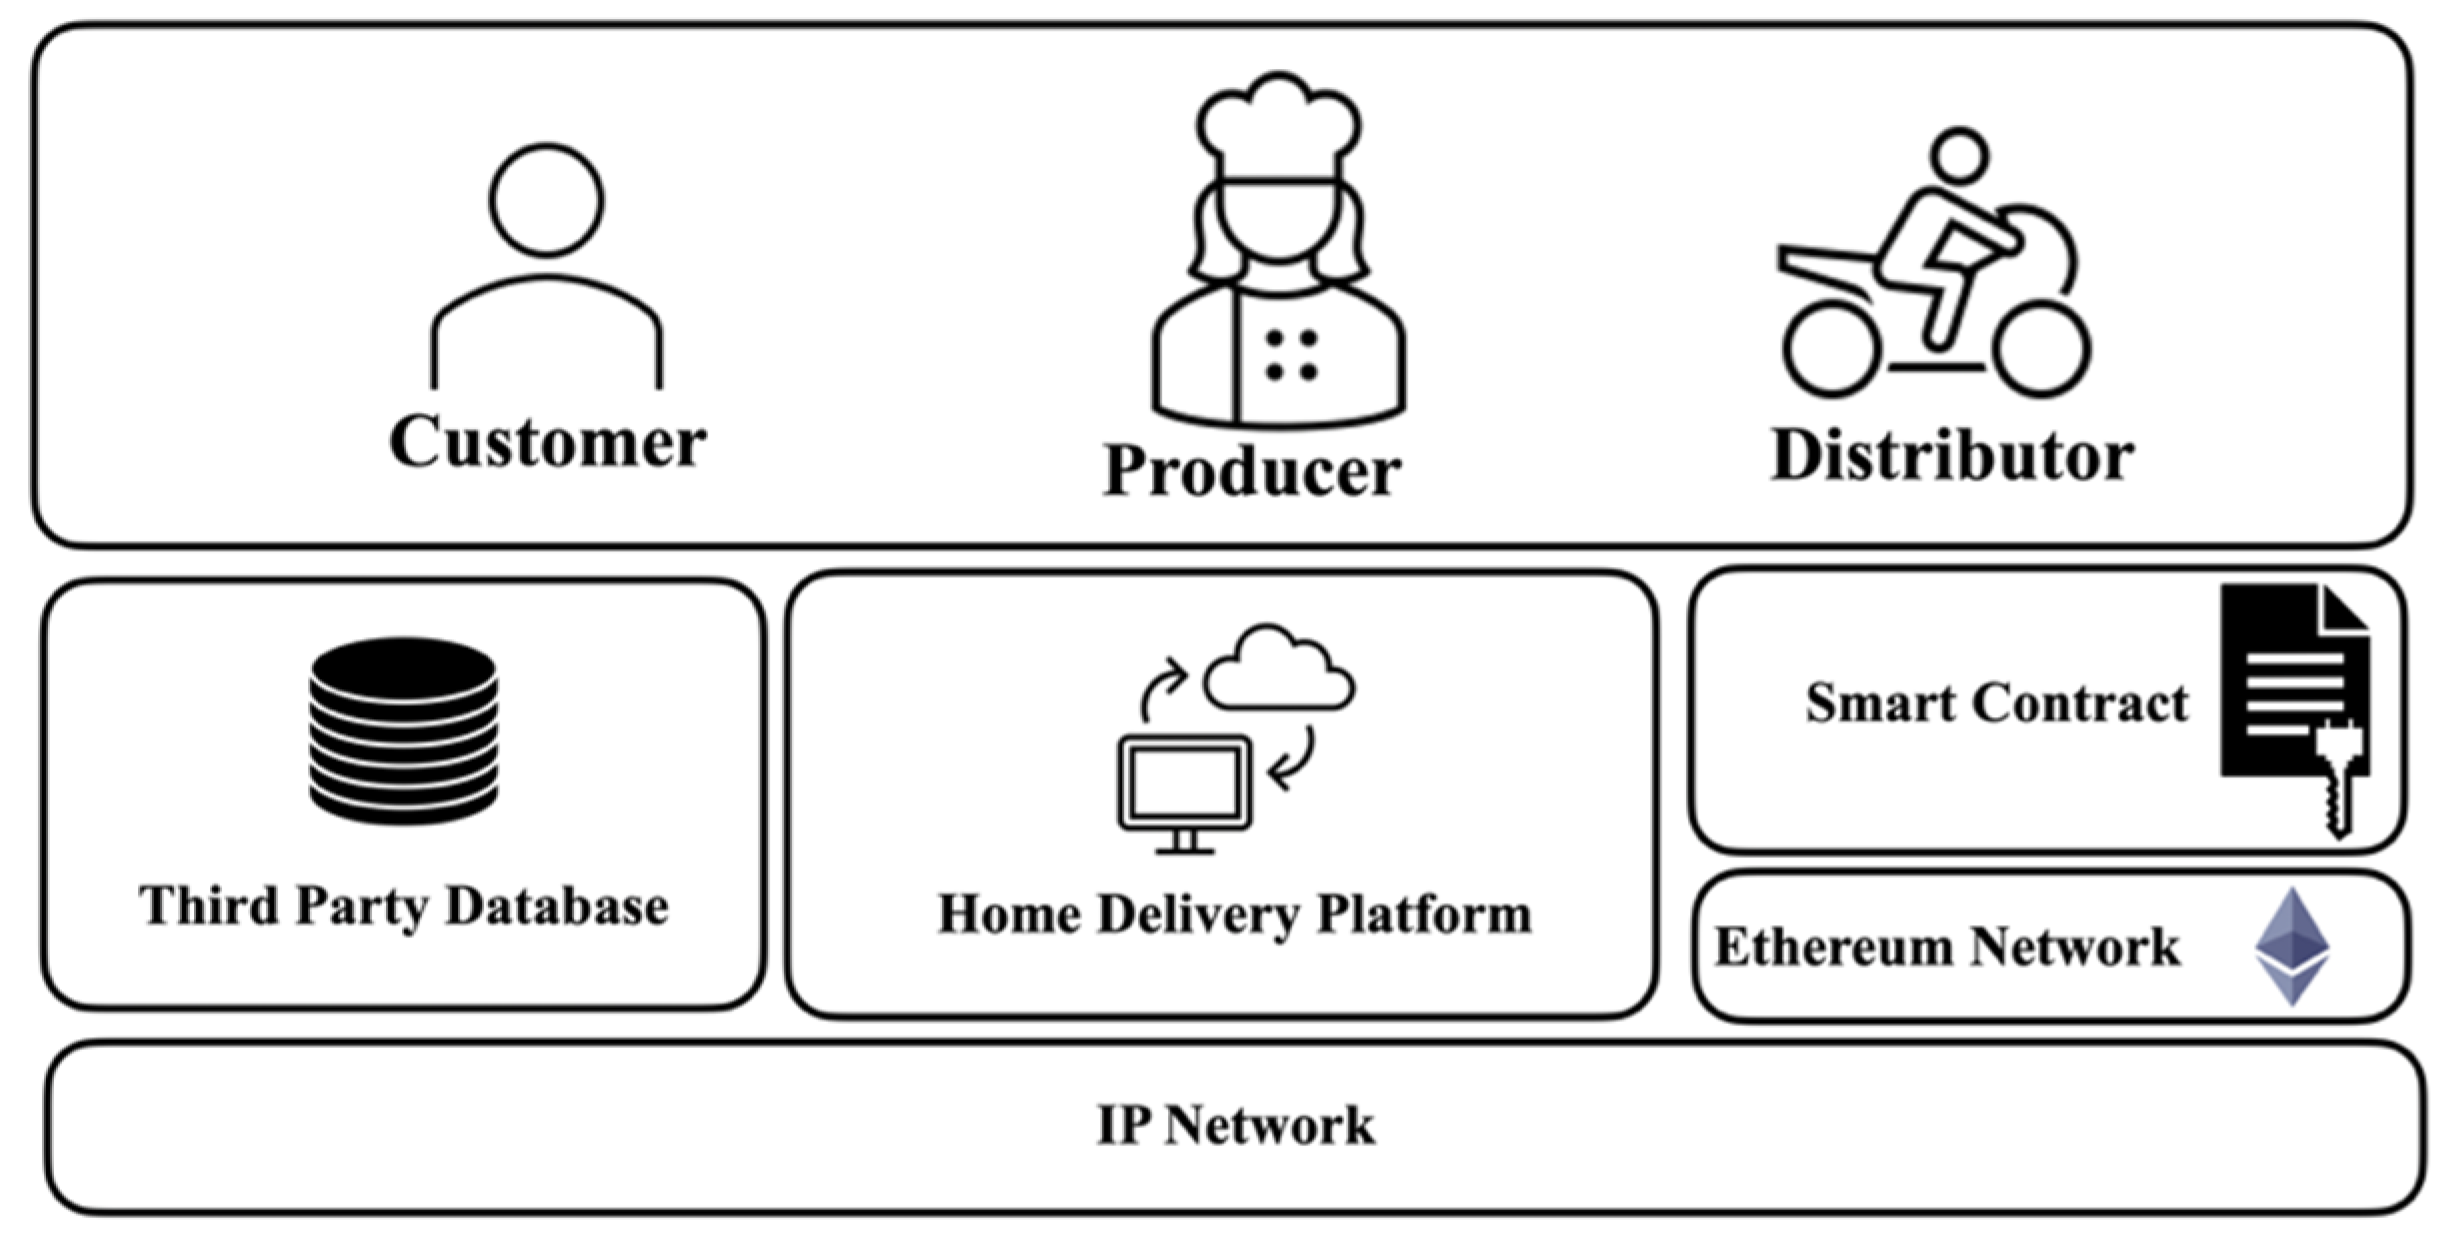 Customer
Producer
Distributor
Third Party Database
Home Delivery Platform
Smart Contract
Ethereum Network
IP Network